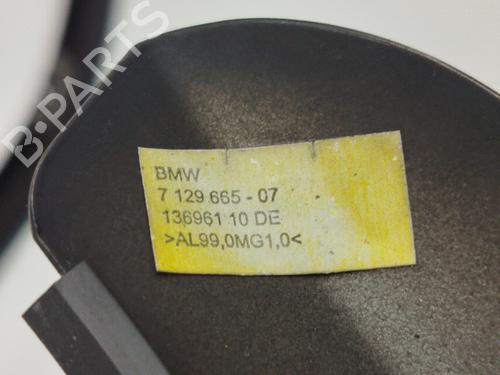 B-PARTS
BMW
7 129 665 - 07
136961 10 DE
>AL99,0MG1,0<